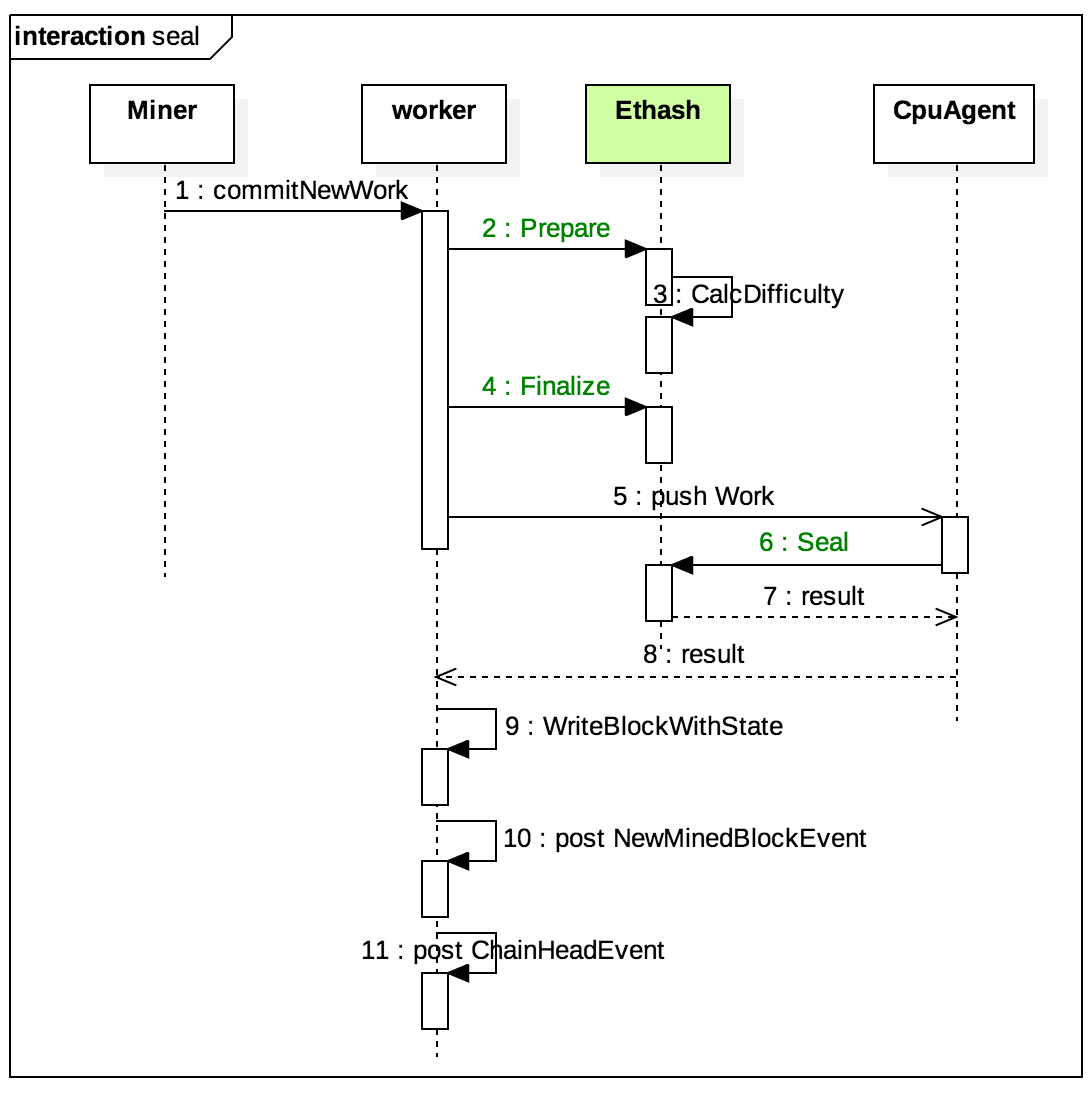 interaction seal
Miner
worker
Ethash
CpuAgent
1 : commitNewWork
2 : Prepare
3 : CalcDifficulty
4 : Finalize
5 : push Work
6 : Seal
7 : result
8 : result
9 : WriteBlockWithState
10 : post NewMinedBlockEvent
11 : post ChainHeadEvent